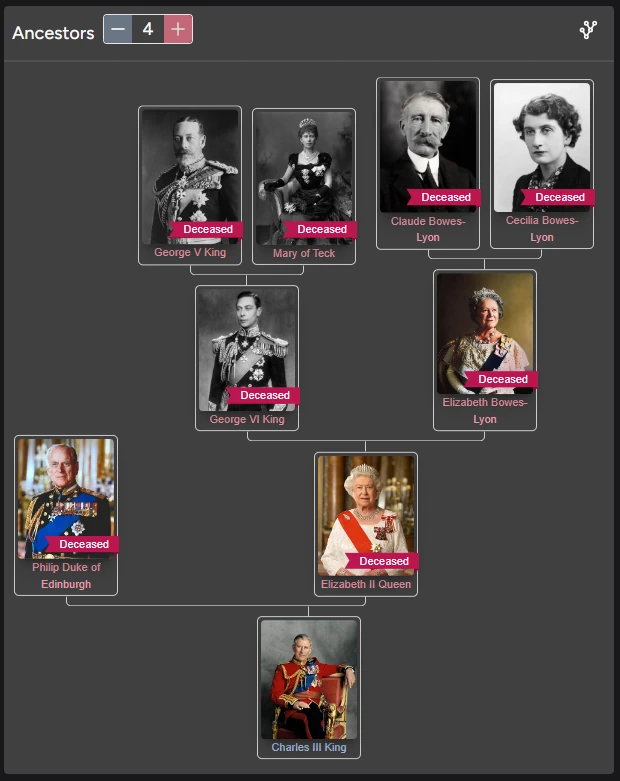 Ancestors
− 4 +
Deceased
Claude Bowes-
Lyon
Deceased
Cecilia Bowes-
Lyon
Deceased
George V King
Deceased
Mary of Teck
Deceased
George VI King
Deceased
Elizabeth Bowes-
Lyon
Deceased
Philip Duke of
Edinburgh
Deceased
Elizabeth II Queen
Charles III King